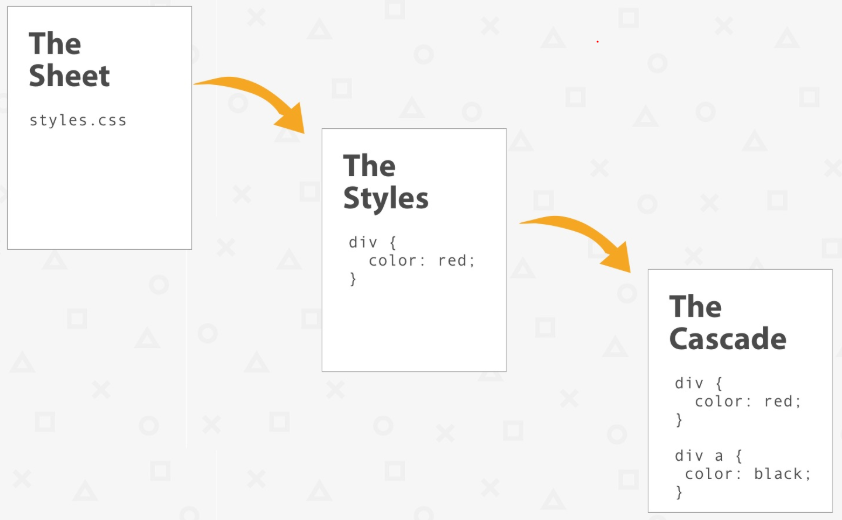 The
Sheet
styles.css
The
Styles
div {
  color: red;
}
The
Cascade
div {
  color: red;
}
div a {
 color: black;
}